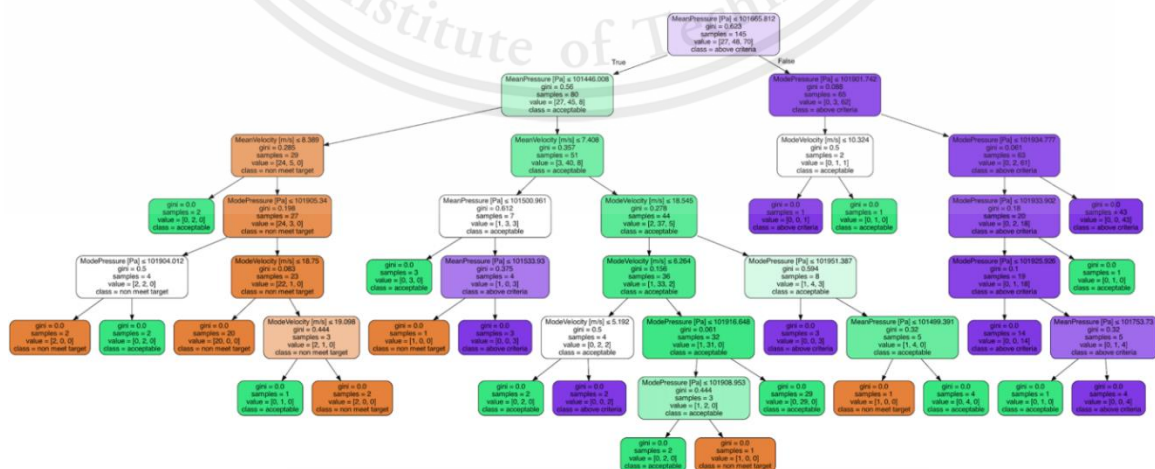 Institute of Techn
MeanPressure [Pa] ≤ 101665.812
gini = 0.623
samples = 145
value = [27, 48, 70]
class = above criteria
True
False
MeanPressure [Pa] ≤ 101446.008
gini = 0.56
samples = 80
value = [27, 45, 8]
class = acceptable
ModePressure [Pa] ≤ 101901.742
gini = 0.088
samples = 65
value = [0, 3, 62]
class = above criteria
MeanVelocity [m/s] ≤ 8.389
gini = 0.285
samples = 29
value = [24, 5, 0]
class = non meet target
MeanVelocity [m/s] ≤ 7.408
gini = 0.357
samples = 51
value = [3, 40, 8]
class = acceptable
ModeVelocity [m/s] ≤ 10.324
gini = 0.5
samples = 2
value = [0, 1, 1]
class = acceptable
ModePressure [Pa] ≤ 101934.777
gini = 0.061
samples = 63
value = [0, 2, 61]
class = above criteria
gini = 0.0
samples = 2
value = [0, 2, 0]
class = acceptable
ModePressure [Pa] ≤ 101905.34
gini = 0.198
samples = 27
value = [24, 3, 0]
class = non meet target
MeanPressure [Pa] ≤ 101500.961
gini = 0.612
samples = 7
value = [1, 3, 3]
class = acceptable
ModeVelocity [m/s] ≤ 18.545
gini = 0.278
samples = 44
value = [2, 37, 5]
class = acceptable
gini = 0.0
samples = 1
value = [0, 0, 1]
class = above criteria
gini = 0.0
samples = 1
value = [0, 1, 0]
class = acceptable
ModePressure [Pa] ≤ 101933.902
gini = 0.18
samples = 20
value = [0, 2, 18]
class = above criteria
gini = 0.0
samples = 43
value = [0, 0, 43]
class = above criteria
ModePressure [Pa] ≤ 101904.012
gini = 0.5
samples = 4
value = [2, 2, 0]
class = non meet target
ModeVelocity [m/s] ≤ 18.75
gini = 0.083
samples = 23
value = [22, 1, 0]
class = non meet target
gini = 0.0
samples = 3
value = [0, 3, 0]
class = acceptable
MeanPressure [Pa] ≤ 101533.93
gini = 0.375
samples = 4
value = [1, 0, 3]
class = above criteria
ModeVelocity [m/s] ≤ 6.264
gini = 0.156
samples = 36
value = [1, 33, 2]
class = acceptable
ModePressure [Pa] ≤ 101951.387
gini = 0.594
samples = 8
value = [1, 4, 3]
class = acceptable
ModePressure [Pa] ≤ 101925.926
gini = 0.1
samples = 19
value = [0, 1, 18]
class = above criteria
gini = 0.0
samples = 1
value = [0, 1, 0]
class = acceptable
gini = 0.0
samples = 2
value = [2, 0, 0]
class = non meet target
gini = 0.0
samples = 2
value = [0, 2, 0]
class = acceptable
gini = 0.0
samples = 20
value = [20, 0, 0]
class = non meet target
ModeVelocity [m/s] ≤ 19.098
gini = 0.444
samples = 3
value = [2, 1, 0]
class = non meet target
gini = 0.0
samples = 1
value = [1, 0, 0]
class = non meet target
gini = 0.0
samples = 3
value = [0, 0, 3]
class = above criteria
ModeVelocity [m/s] ≤ 5.192
gini = 0.5
samples = 4
value = [0, 2, 2]
class = acceptable
ModePressure [Pa] ≤ 101916.648
gini = 0.061
samples = 32
value = [1, 31, 0]
class = acceptable
gini = 0.0
samples = 3
value = [0, 0, 3]
class = above criteria
MeanPressure [Pa] ≤ 101499.391
gini = 0.32
samples = 5
value = [1, 4, 0]
class = acceptable
gini = 0.0
samples = 14
value = [0, 0, 14]
class = above criteria
MeanPressure [Pa] ≤ 101753.73
gini = 0.32
samples = 5
value = [0, 1, 4]
class = above criteria
gini = 0.0
samples = 1
value = [0, 1, 0]
class = acceptable
gini = 0.0
samples = 2
value = [2, 0, 0]
class = non meet target
gini = 0.0
samples = 2
value = [0, 2, 0]
class = acceptable
gini = 0.0
samples = 2
value = [0, 0, 2]
class = above criteria
ModePressure [Pa] ≤ 101908.953
gini = 0.444
samples = 3
value = [1, 2, 0]
class = acceptable
gini = 0.0
samples = 29
value = [0, 29, 0]
class = acceptable
gini = 0.0
samples = 1
value = [1, 0, 0]
class = non meet target
gini = 0.0
samples = 4
value = [0, 4, 0]
class = acceptable
gini = 0.0
samples = 1
value = [0, 1, 0]
class = acceptable
gini = 0.0
samples = 4
value = [0, 0, 4]
class = above criteria
gini = 0.0
samples = 2
value = [0, 2, 0]
class = acceptable
gini = 0.0
samples = 1
value = [1, 0, 0]
class = non meet target